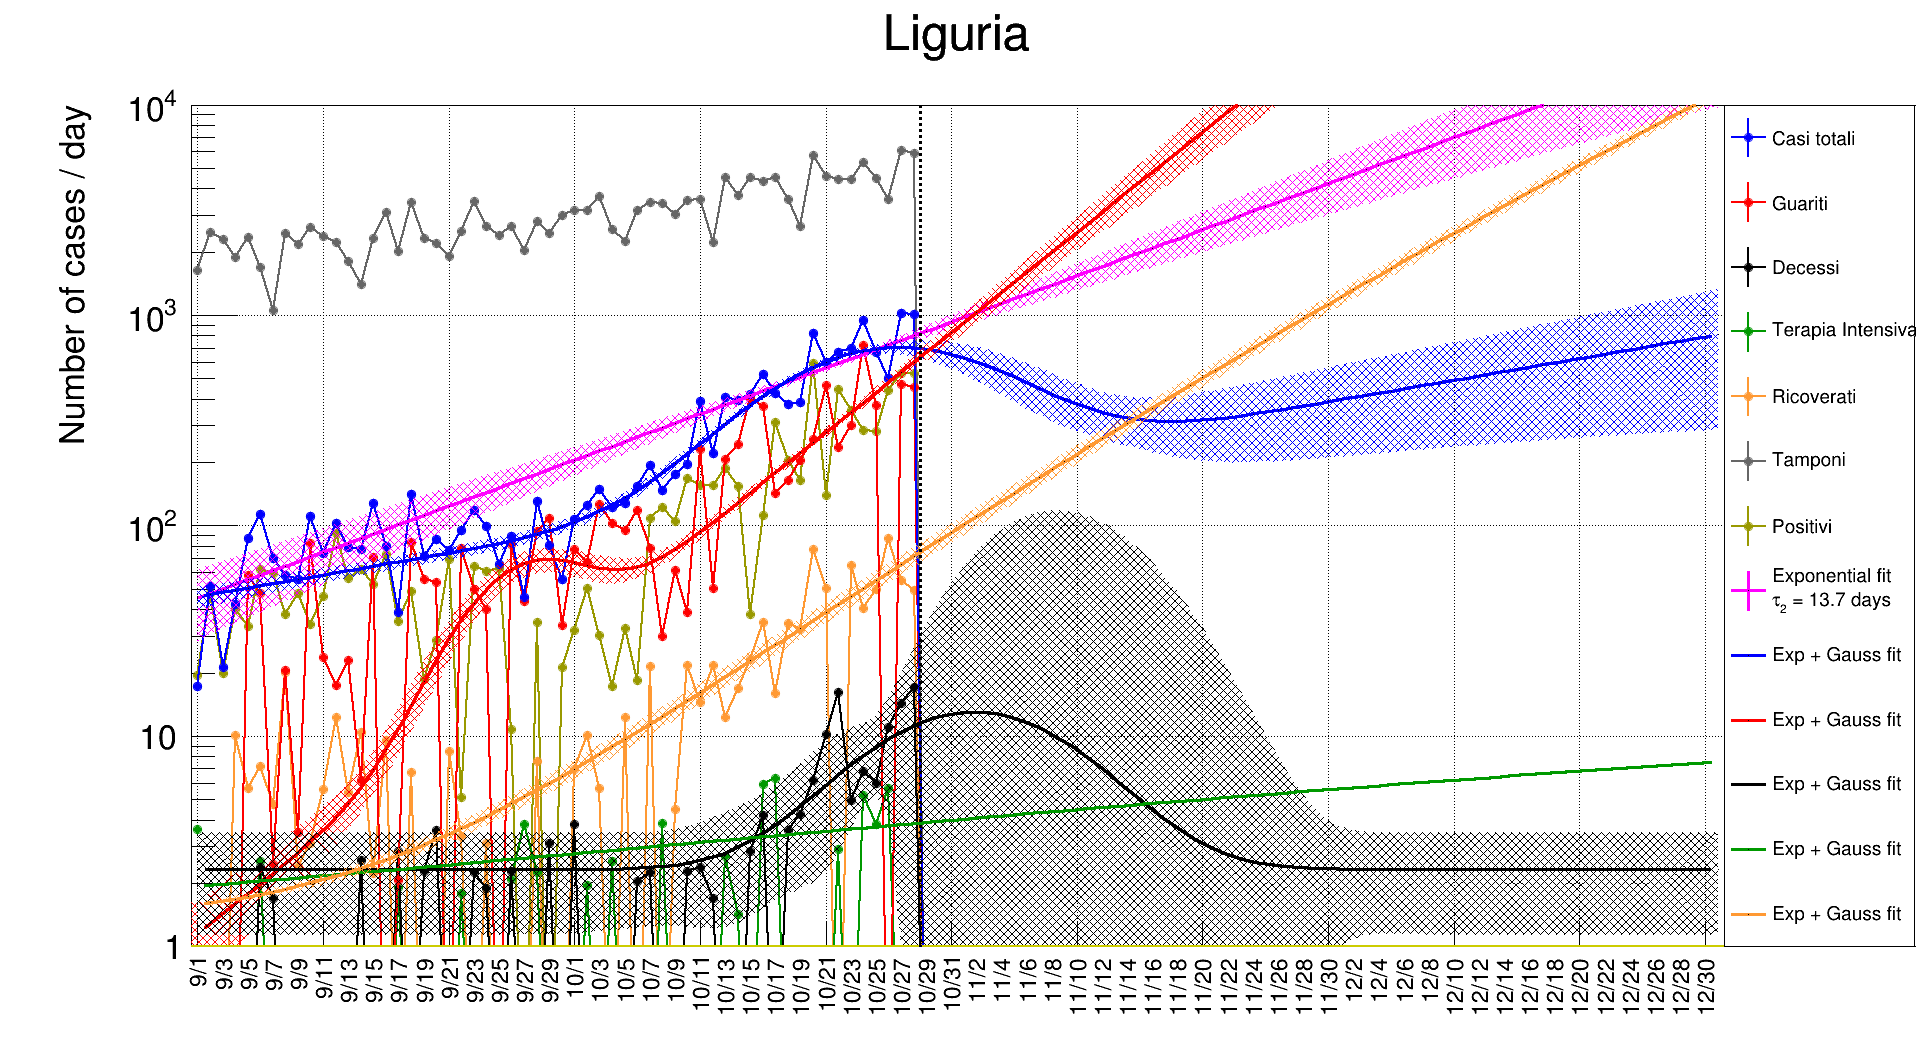 Liguria
Number of cases / day
10^4
10^3
10^2
10
1
9/1 9/3 9/5 9/7 9/9 9/11 9/13 9/15 9/17 9/19 9/21 9/23 9/25 9/27 9/29 10/1 10/3 10/5 10/7 10/9 10/11 10/13 10/15 10/17 10/19 10/21 10/23 10/25 10/27 10/29 10/31 11/2 11/4 11/6 11/8 11/10 11/12 11/14 11/16 11/18 11/20 11/22 11/24 11/26 11/28 11/30 12/2 12/4 12/6 12/8 12/10 12/12 12/14 12/16 12/18 12/20 12/22 12/24 12/26 12/28 12/30
Casi totali
Guariti
Decessi
Terapia Intensiva
Ricoverati
Tamponi
Positivi
Exponential fit
τ2 = 13.7 days
Exp + Gauss fit
Exp + Gauss fit
Exp + Gauss fit
Exp + Gauss fit
Exp + Gauss fit